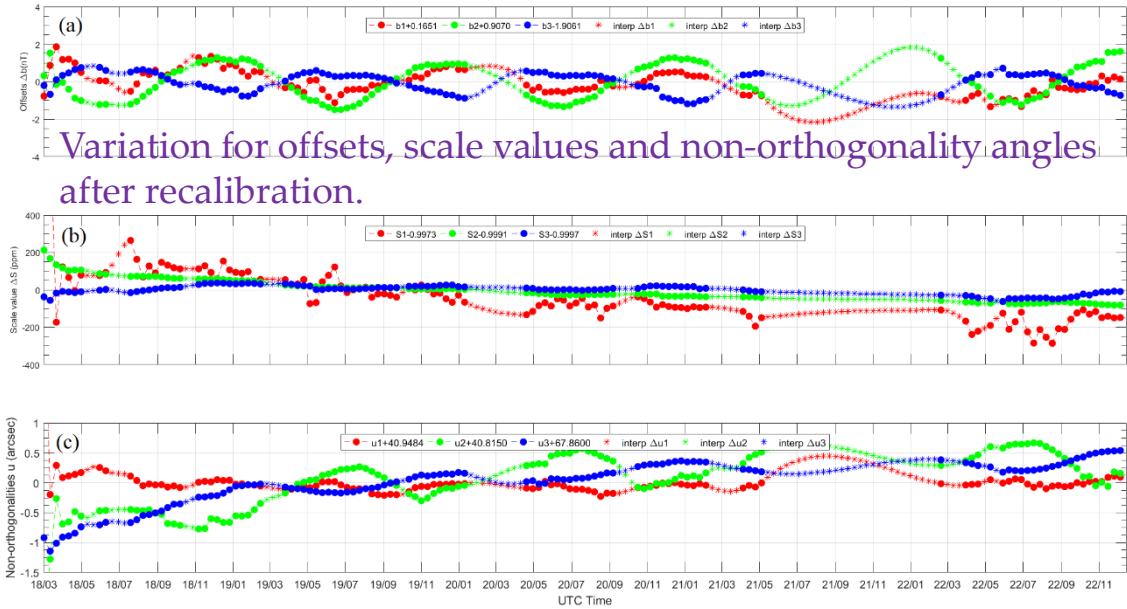 (a)
b1+0.1651 b2+0.9070 b3-1.9061 interp Δb1 interp Δb2 interp Δb3
Offsets Δb(nT)
4
2
0
-2
-4
Variation for offsets, scale values and non-orthogonality angles
after recalibration.
(b)
S1-0.9973 S2-0.9991 S3-0.9997 interp ΔS1 interp ΔS2 interp ΔS3
Scale value ΔS (ppm)
400
200
0
-200
-400
(c)
u1+40.9484 u2+40.8150 u3+67.8600 interp Δu1 interp Δu2 interp Δu3
Non-orthogonalities u (arcsec)
1
0.5
0
-0.5
-1
-1.5
18/03 18/05 18/07 18/09 18/11 19/01 19/03 19/05 19/07 19/09 19/11 20/01 20/03 20/05 20/07 20/09 20/11 21/01 21/03 21/05 21/07 21/09 21/11 22/01 22/03 22/05 22/07 22/09 22/11
UTC Time